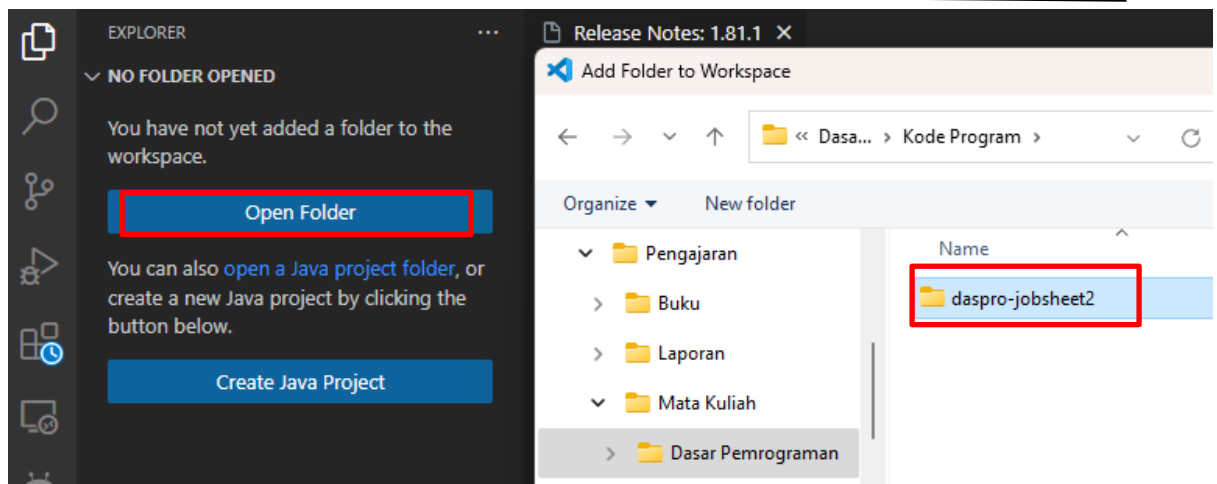 EXPLORER
NO FOLDER OPENED
You have not yet added a folder to the
workspace.
Open Folder
You can also open a Java project folder, or
create a new Java project by clicking the
button below.
Create Java Project
Release Notes: 1.81.1
Add Folder to Workspace
« Dasa... › Kode Program ›
Organize New folder
Pengajaran
Buku
Laporan
Mata Kuliah
Dasar Pemrograman
Name
daspro-jobsheet2